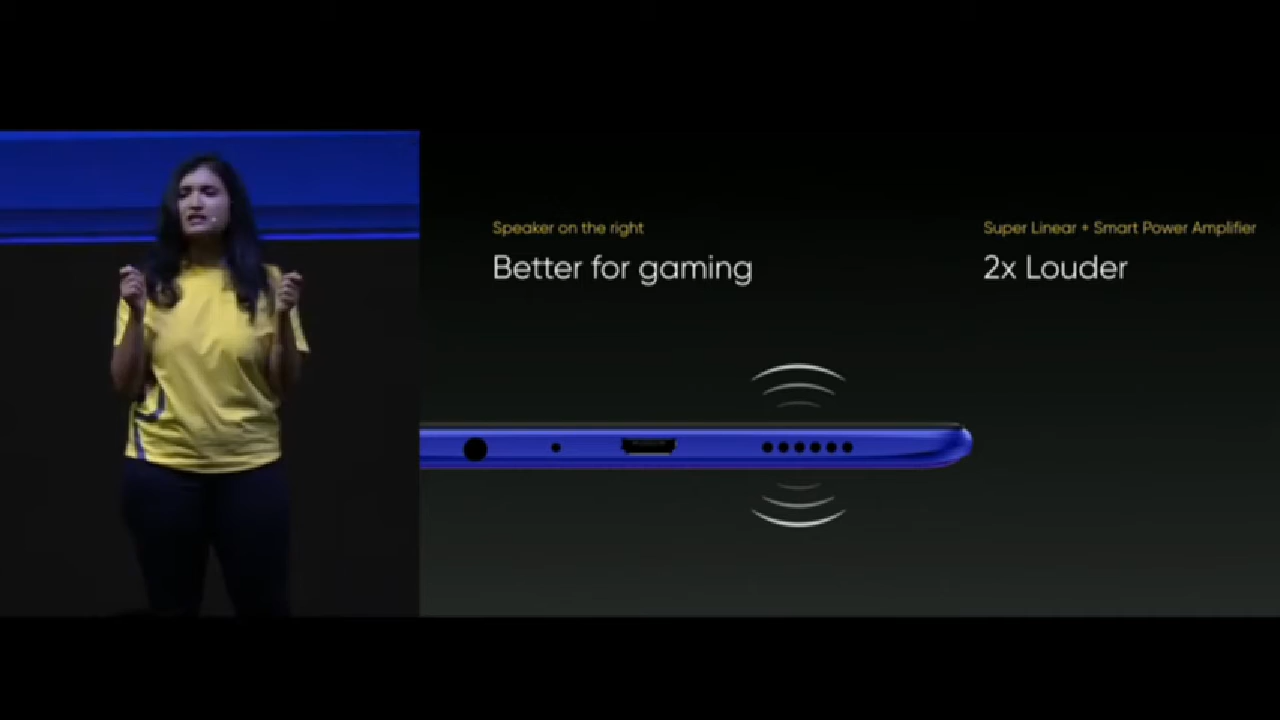 Speaker on the right
Better for gaming
Super Linear + Smart Power Amplifier
2x Louder